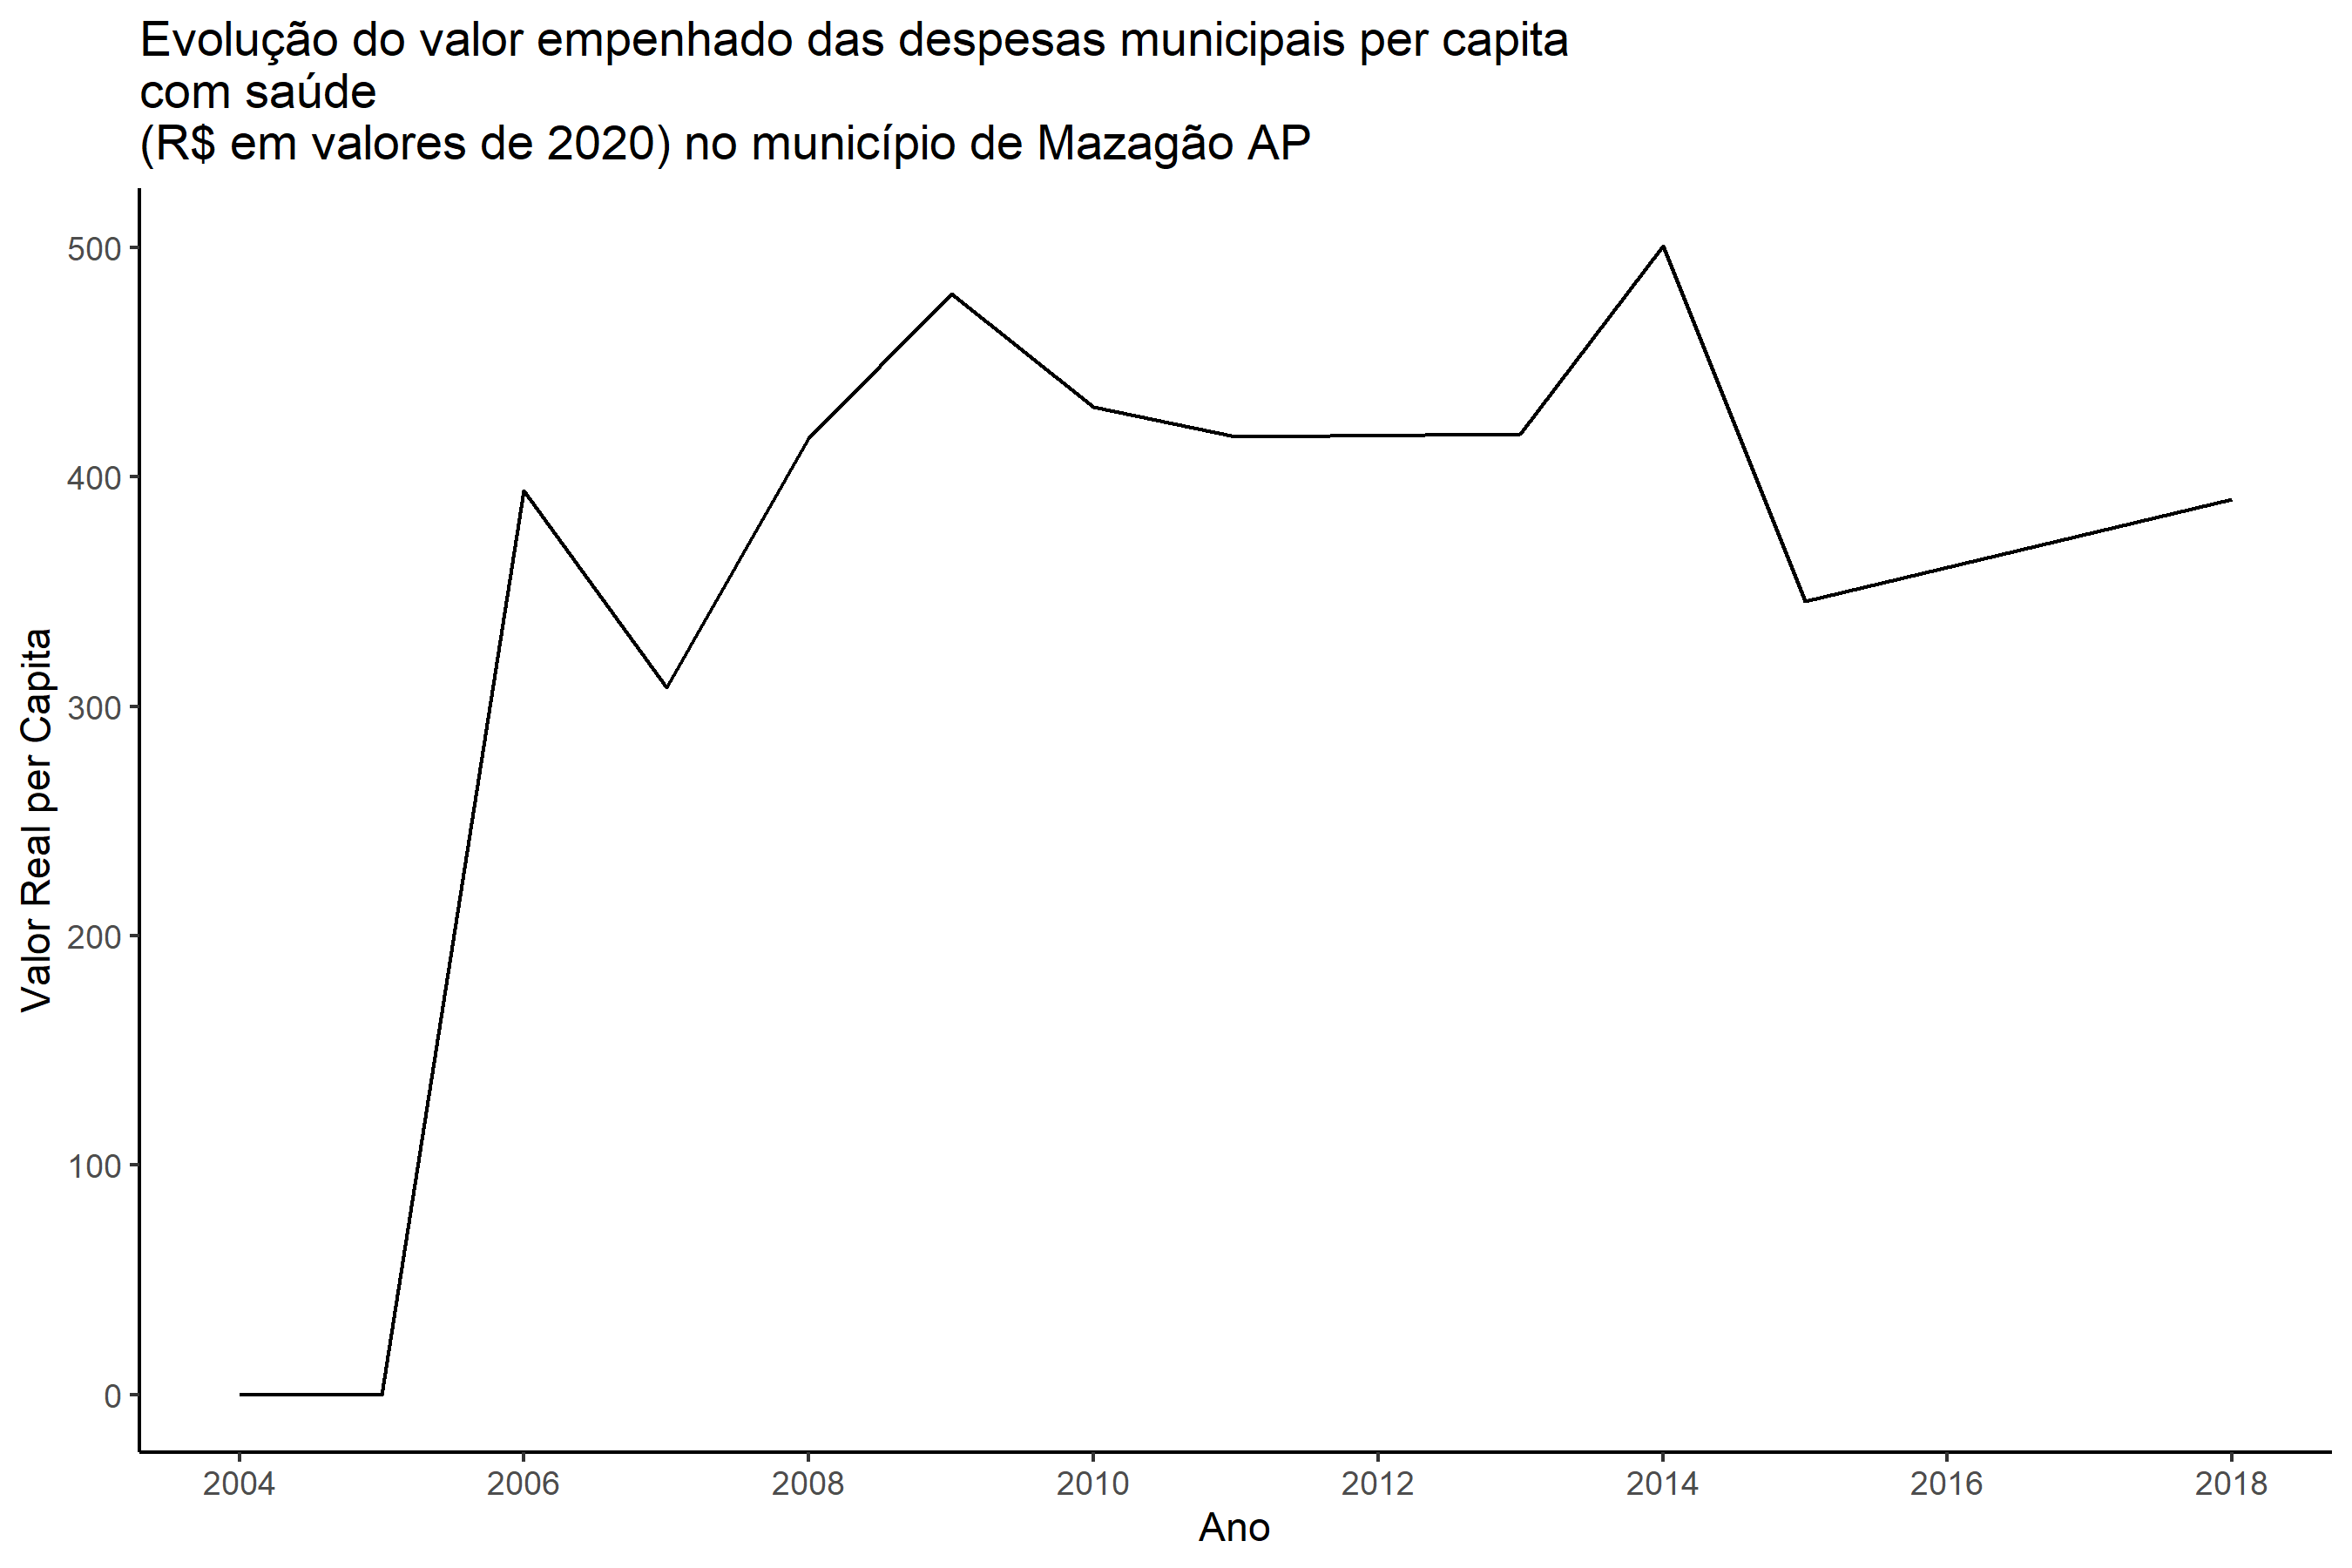 Evolução do valor empenhado das despesas municipais per capita
com saúde
(R$ em valores de 2020) no município de Mazagão AP
Valor Real per Capita
500
400
300
200
100
0
2004 2006 2008 2010 2012 2014 2016 2018
Ano